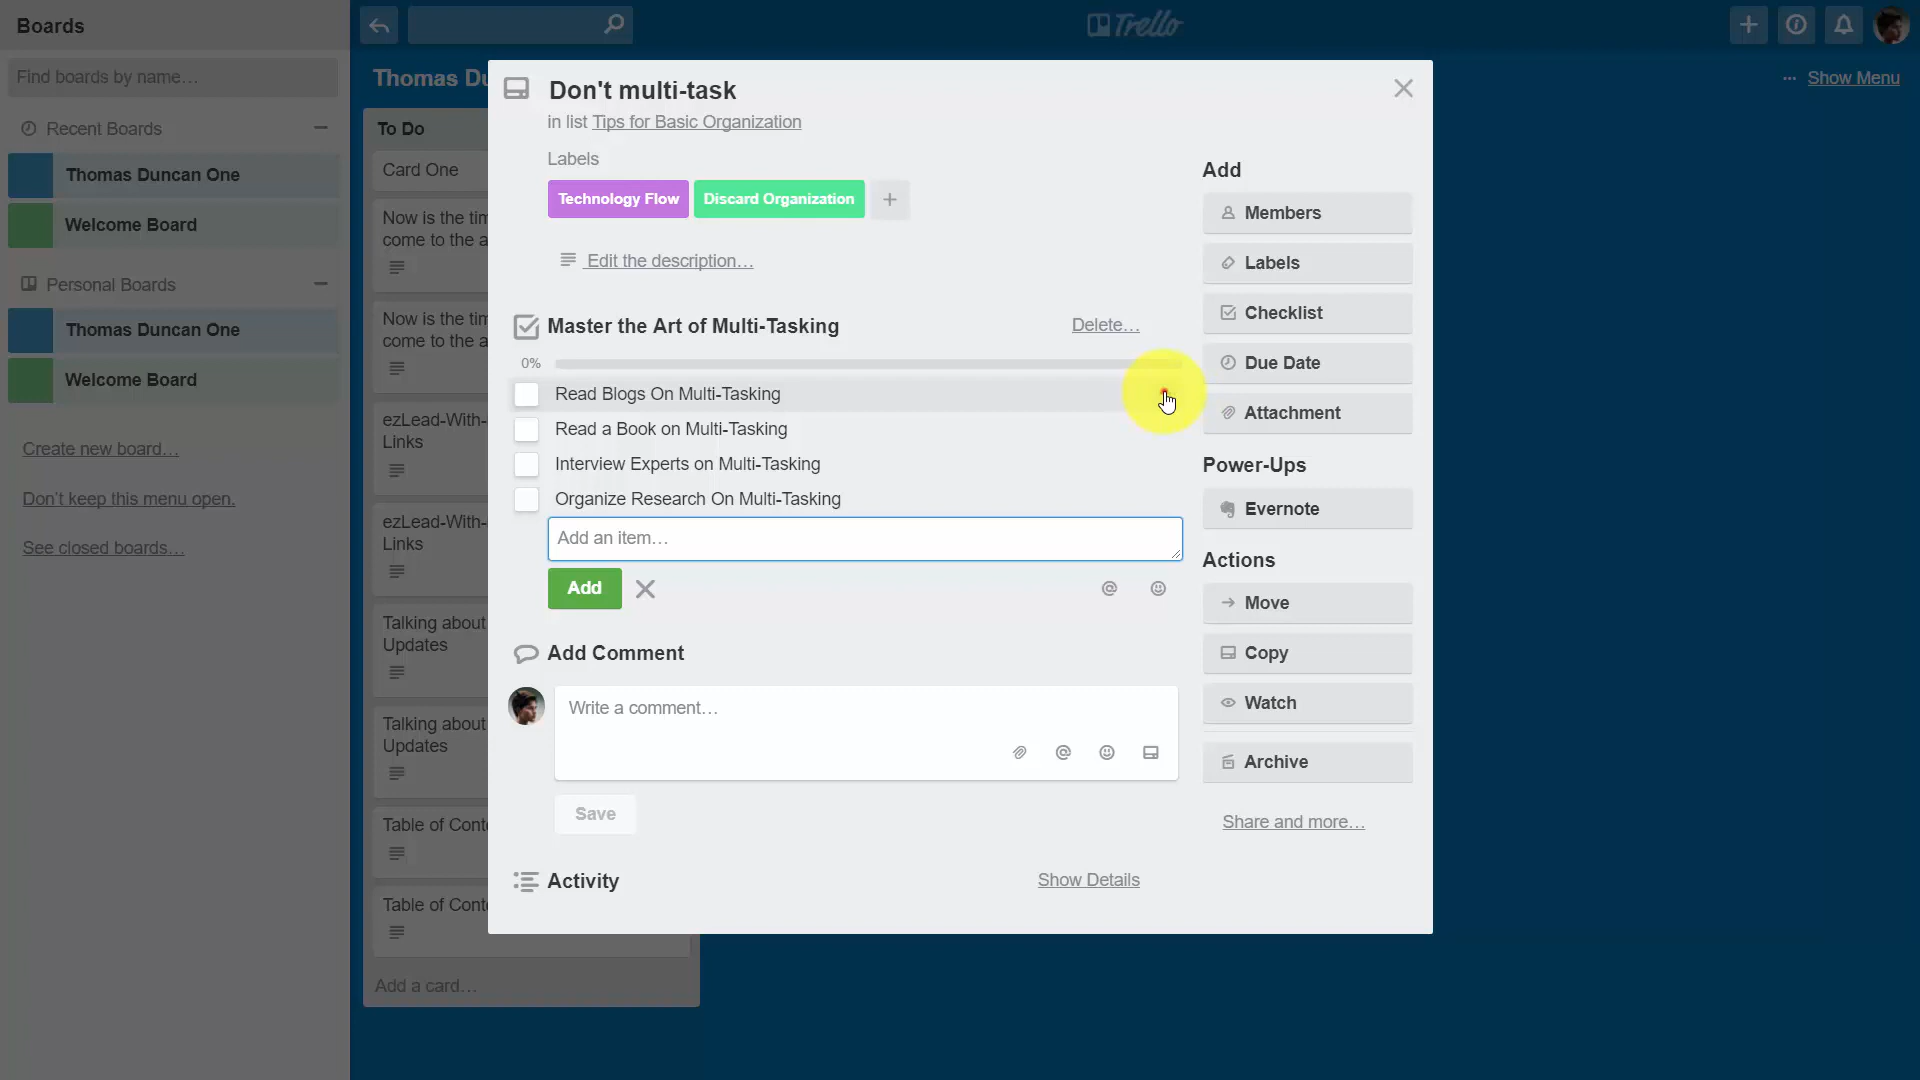 Boards
Find boards by name…
Recent Boards
Thomas Duncan One
Welcome Board
Personal Boards
Thomas Duncan One
Welcome Board
Create new board…
Don't keep this menu open.
See closed boards…
Trello
Thomas Du
Show Menu
To Do
Card One
Now is the tim
come to the a
Now is the tim
come to the a
ezLead-With-
Links
ezLead-With-
Links
Talking about
Updates
Talking about
Updates
Table of Conte
Table of Conte
Add a card…
Don't multi-task
in list Tips for Basic Organization
Labels
Technology Flow
Discard Organization
Edit the description…
Master the Art of Multi-Tasking
Delete…
0%
Read Blogs On Multi-Tasking
Read a Book on Multi-Tasking
Interview Experts on Multi-Tasking
Organize Research On Multi-Tasking
Add an item…
Add
Add Comment
Write a comment…
Save
Activity
Show Details
Add
Members
Labels
Checklist
Due Date
Attachment
Power-Ups
Evernote
Actions
Move
Copy
Watch
Archive
Share and more…